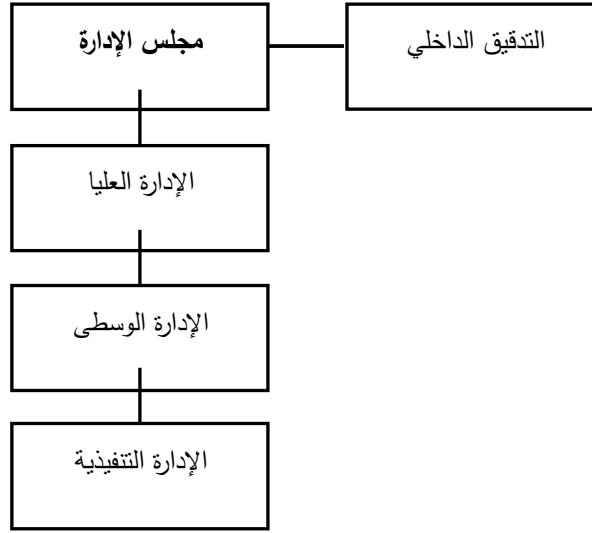 مجلس الإدارة
التدقيق الداخلي
الإدارة العليا
الإدارة الوسطى
الإدارة التنفيذية